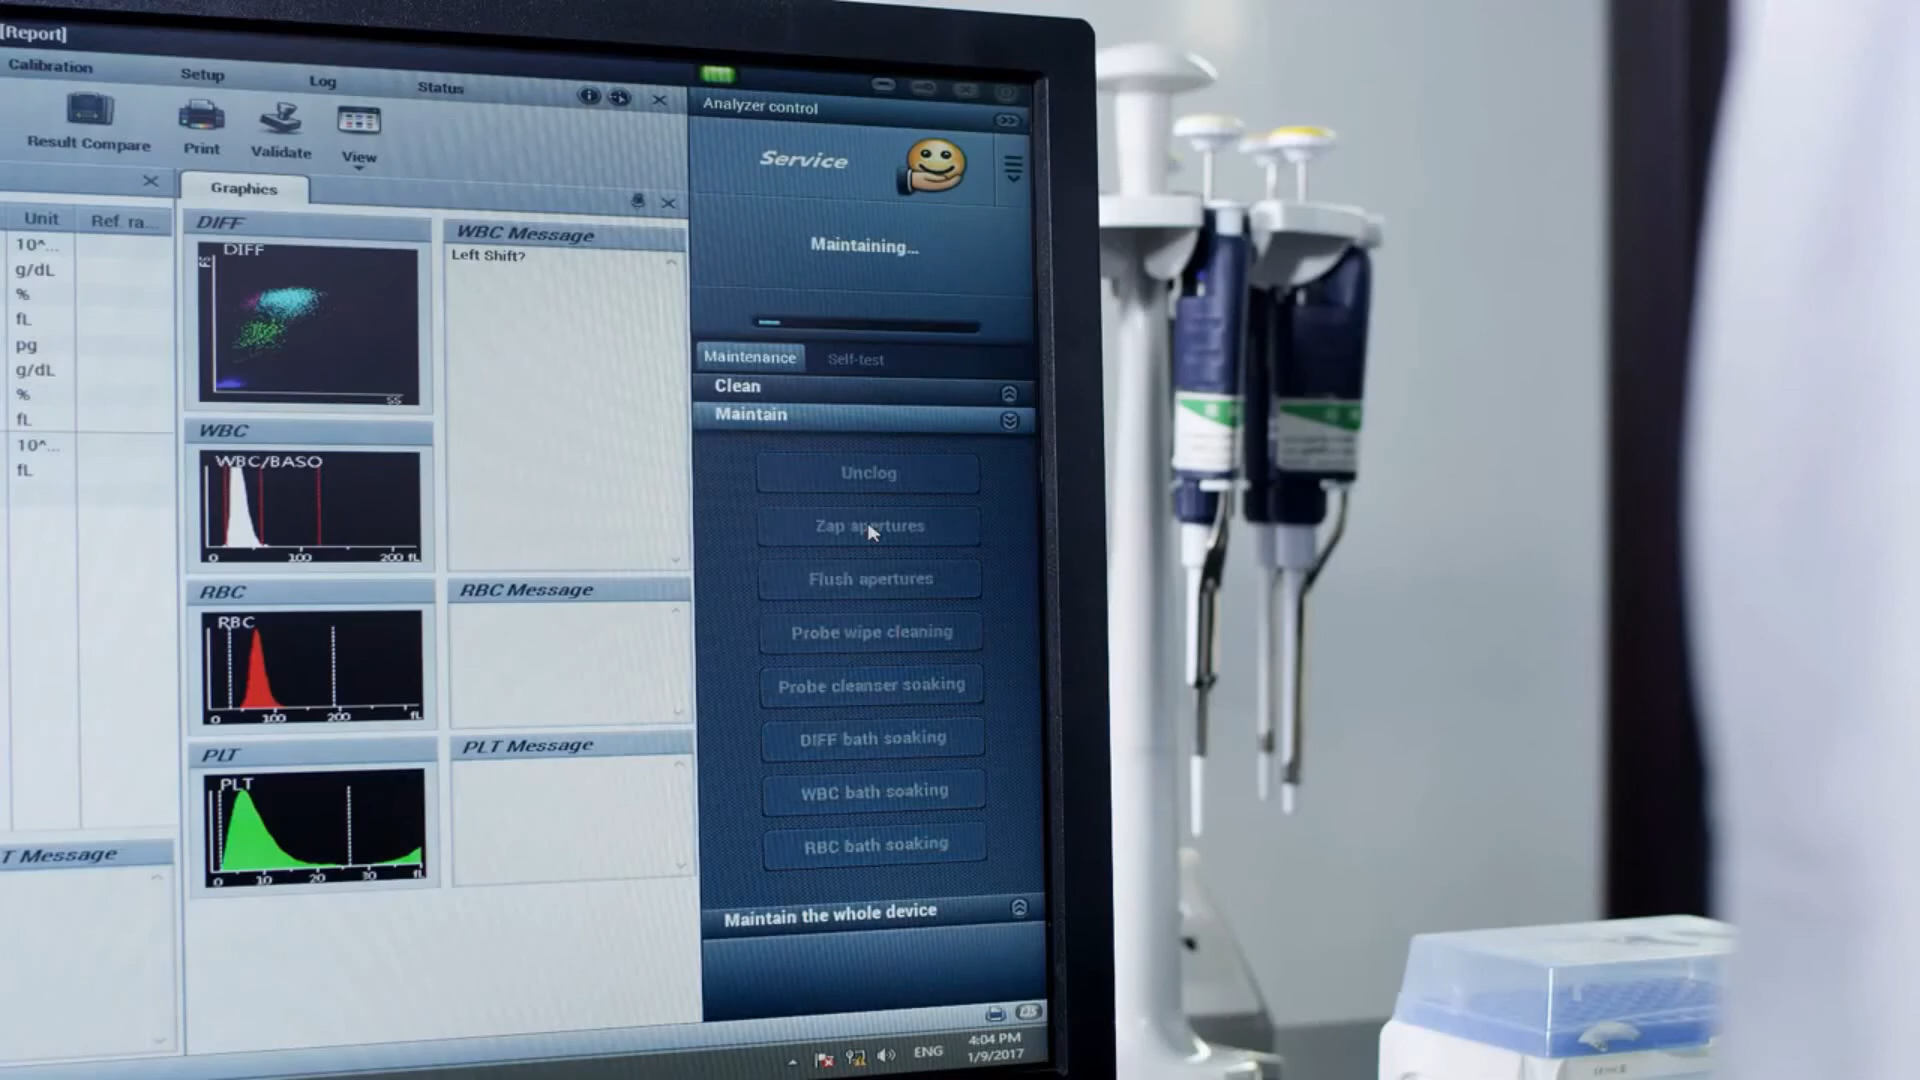 [Report]
Calibration Setup Log Status
Result Compare Print Validate View
Graphics
Unit Ref. ra...
10^...
g/dL
%
fL
pg
g/dL
%
fL
10^...
fL
T Message
DIFF
DIFF
FS
SS
WBC Message
Left Shift?
WBC
WBC/BASO
0 100 200 fL
RBC
RBC
0 100 200 fL
RBC Message
PLT
PLT
0 10 20 30 fL
PLT Message
Analyzer control
Service
Maintaining...
Maintenance Self-test
Clean
Maintain
Unclog
Zap apertures
Flush apertures
Probe wipe cleaning
Probe cleanser soaking
DIFF bath soaking
WBC bath soaking
RBC bath soaking
Maintain the whole device
ENG
4:04 PM
1/9/2017